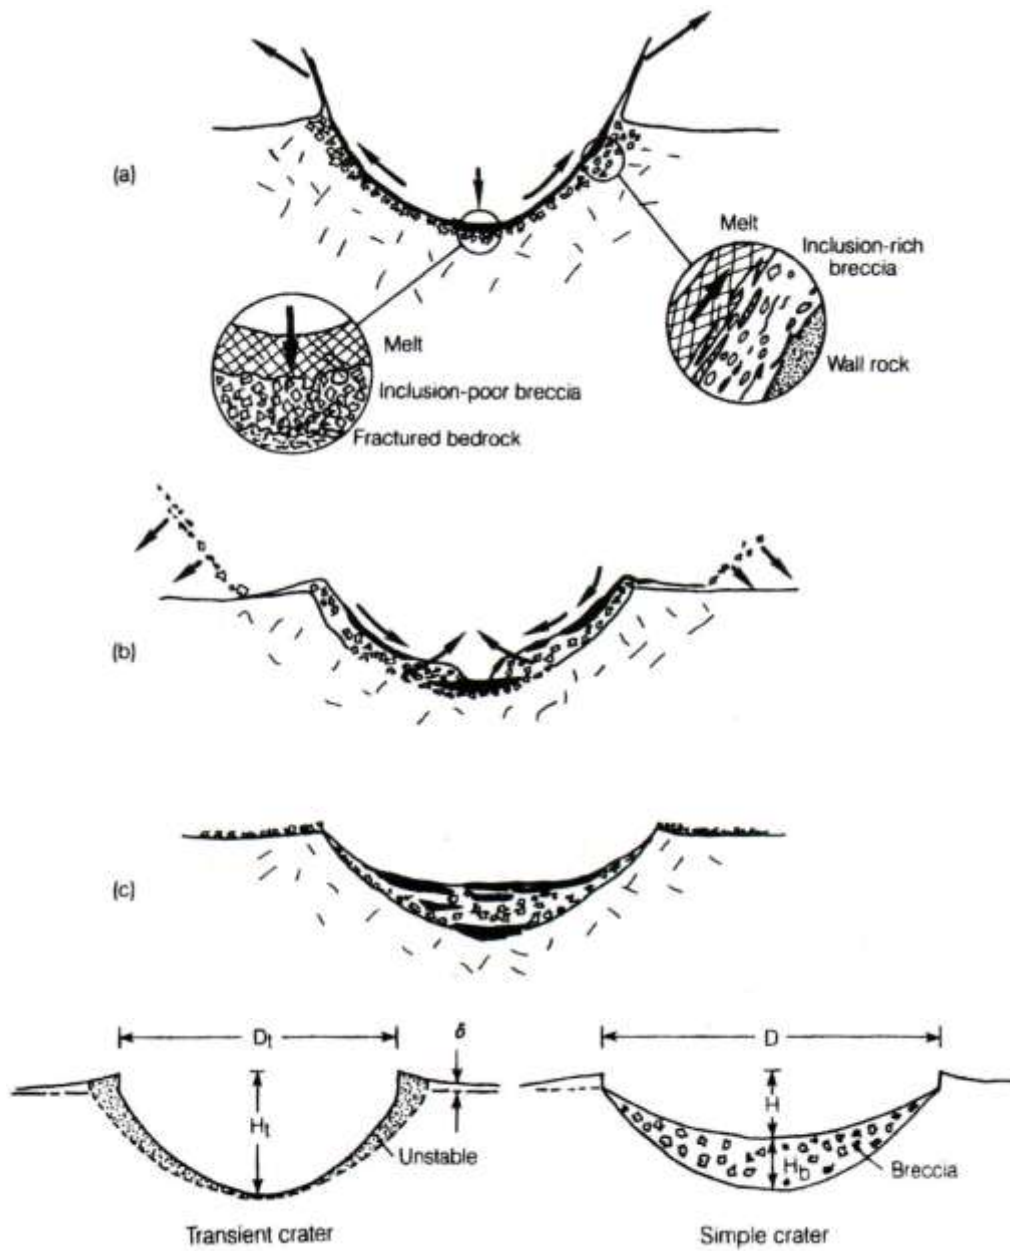 (a)
Melt
Inclusion-rich
breccia
Wall rock
Melt
Inclusion-poor breccia
Fractured bedrock
(b)
(c)
Dt
δ
Ht
Unstable
Transient crater
D
H
Hb
Breccia
Simple crater